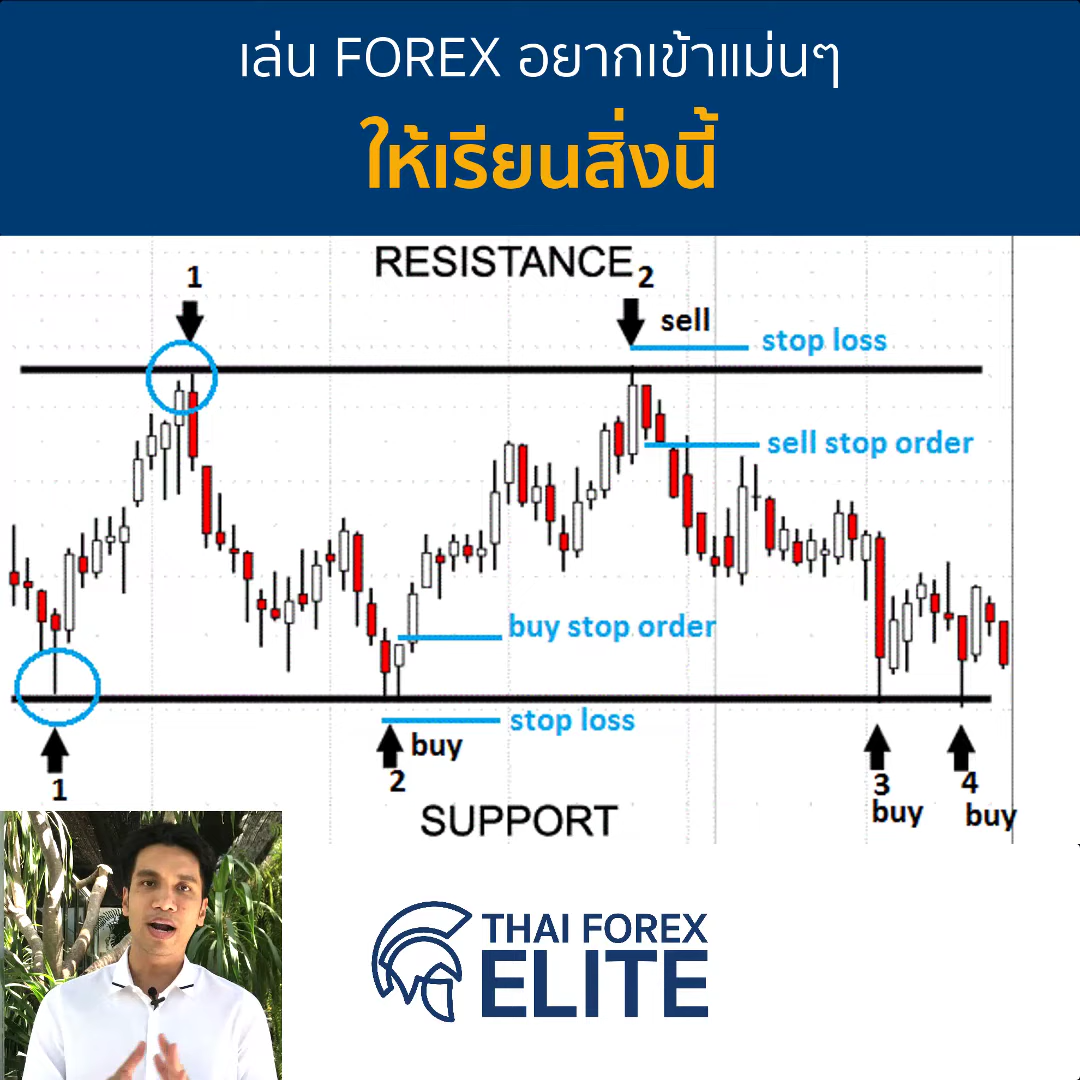 เล่น FOREX อยากเข้าแม่นๆ
ให้เรียนสิ่งนี้
RESISTANCE
1
2
sell
stop loss
sell stop order
buy stop order
stop loss
buy
1
2
3
buy
4
buy
SUPPORT
THAI FOREX
ELITE